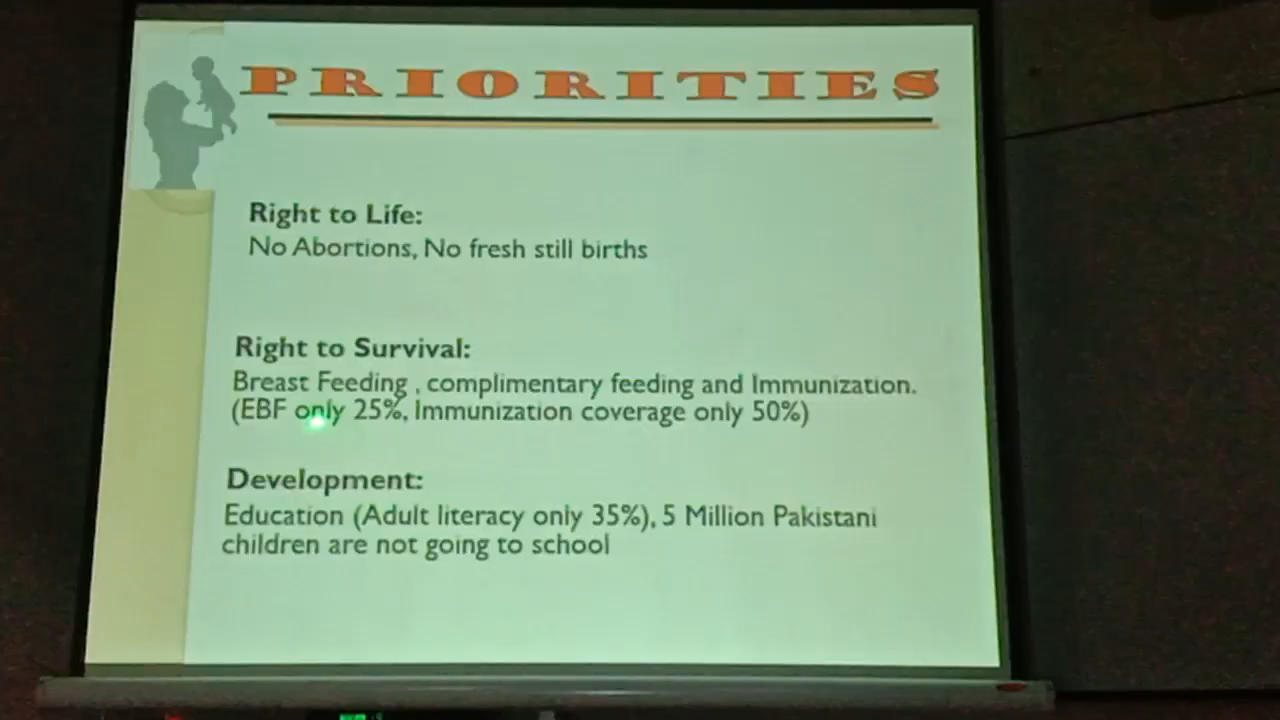 PRIORITIES
Right to Life:
No Abortions, No fresh still births
Right to Survival:
Breast Feeding , complimentary feeding and Immunization.
(EBF only 25%, Immunization coverage only 50%)
Development:
Education (Adult literacy only 35%), 5 Million Pakistani
children are not going to school